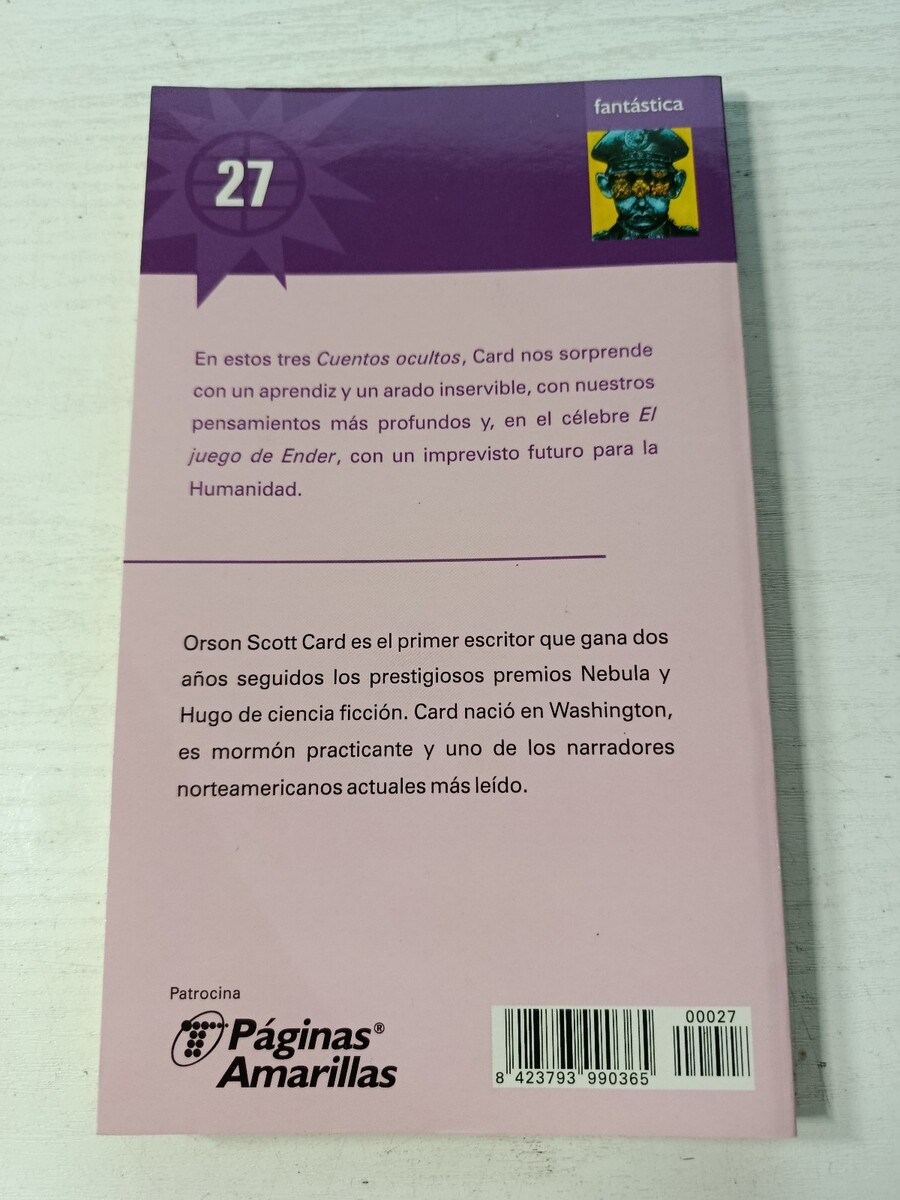 27
fantástica
En estos tres Cuentos ocultos, Card nos sorprende
con un aprendiz y un arado inservible, con nuestros
pensamientos más profundos y, en el célebre El
juego de Ender, con un imprevisto futuro para la
Humanidad.
Orson Scott Card es el primer escritor que gana dos
años seguidos los prestigiosos premios Nebula y
Hugo de ciencia ficción. Card nació en Washington,
es mormón practicante y uno de los narradores
norteamericanos actuales más leído.
Patrocina
Páginas®
Amarillas
00027
8 423793 990365